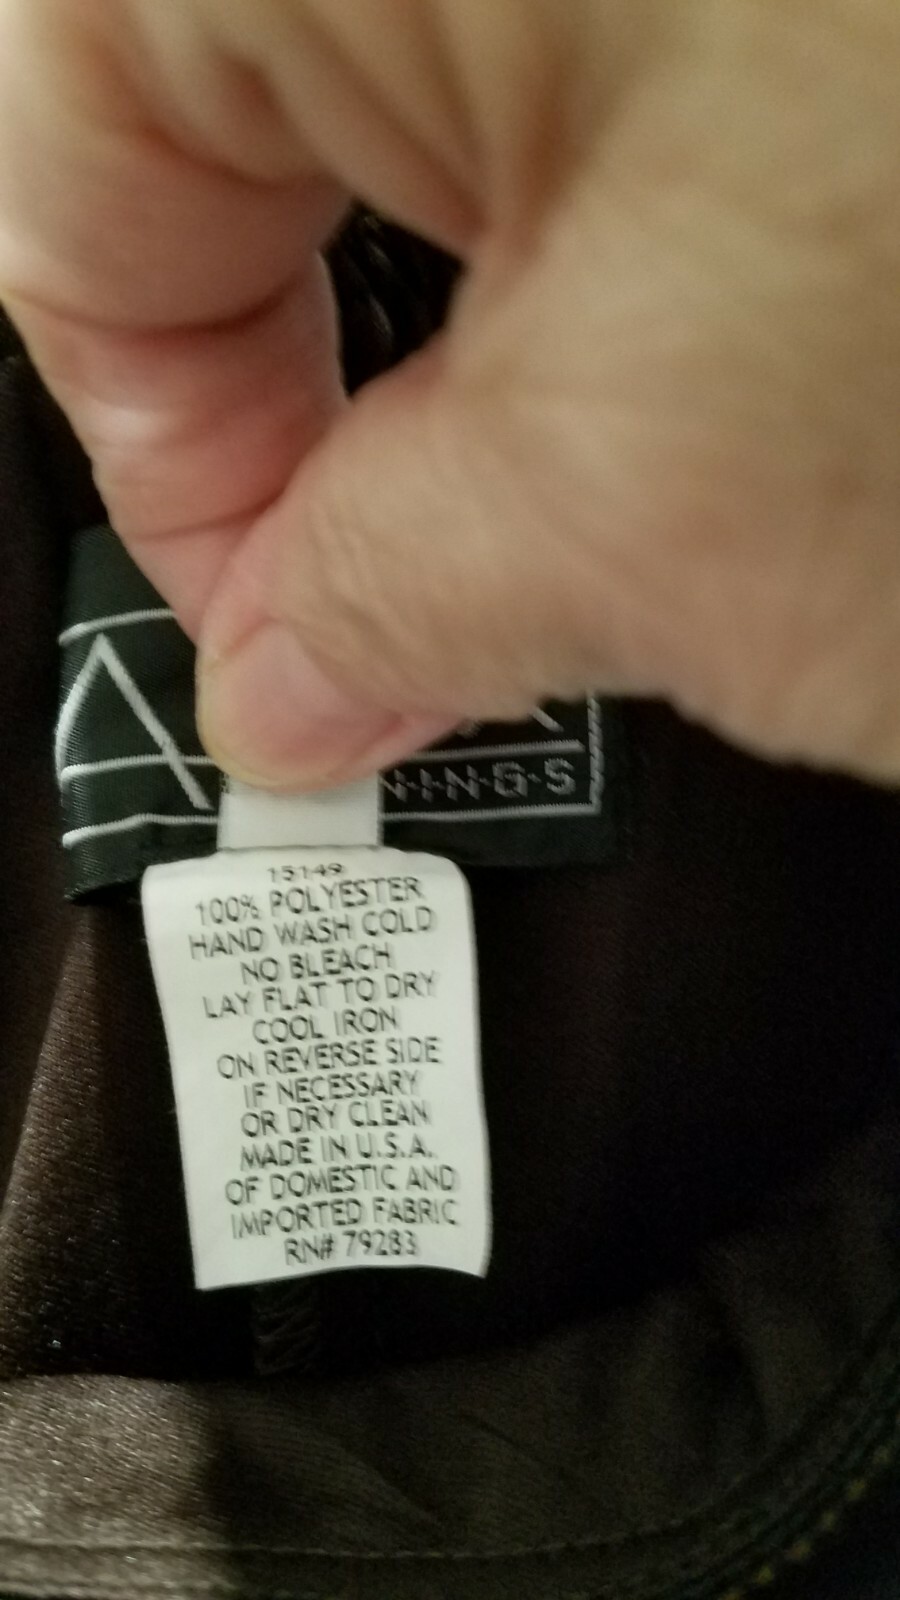 N·I·N·G·S
15149
100% POLYESTER
HAND WASH COLD
NO BLEACH
LAY FLAT TO DRY
COOL IRON
ON REVERSE SIDE
IF NECESSARY
OR DRY CLEAN
MADE IN U.S.A.
OF DOMESTIC AND
IMPORTED FABRIC
RN# 79283